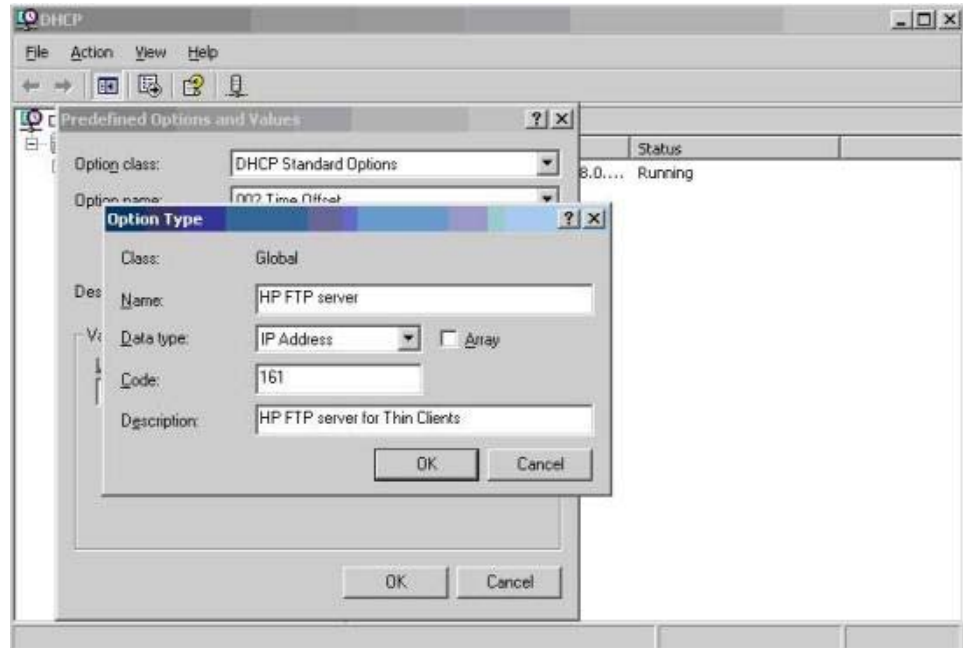 DHCP
File Action View Help
Predefined Options and Values
Status
Option class: DHCP Standard Options
8.0.... Running
Option name: 002 Time Offset
Option Type
Class: Global
Des
Name: HP FTP server
Data type: IP Address Array
Code: 161
Description: HP FTP server for Thin Clients
OK Cancel
OK Cancel